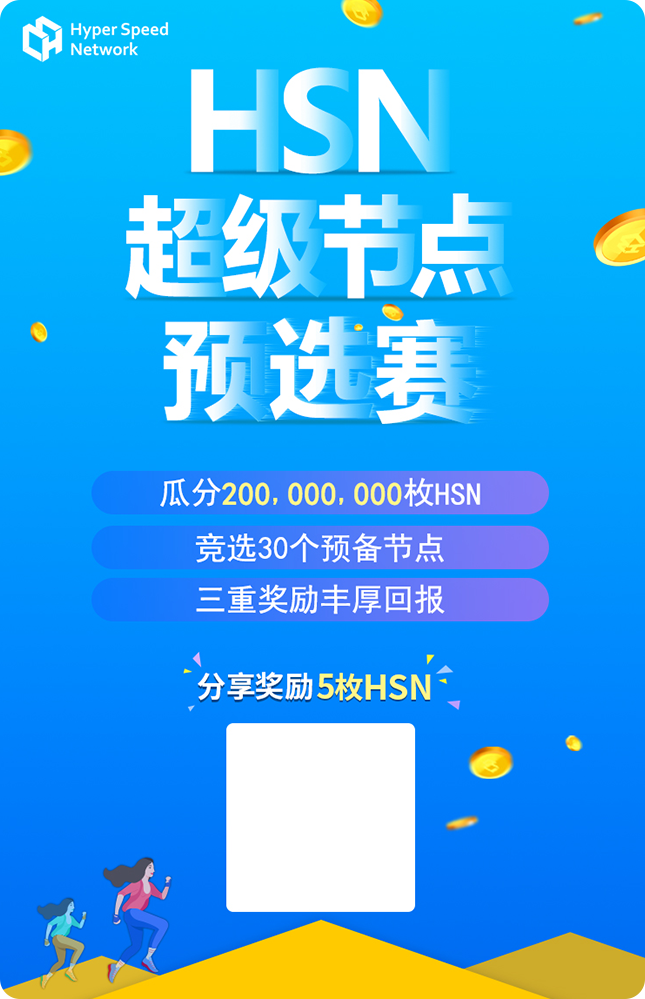 Hyper Speed
Network
HSN
超级节点
预选赛
瓜分200,000,000枚HSN
竞选30个预备节点
三重奖励丰厚回报
分享奖励5枚HSN